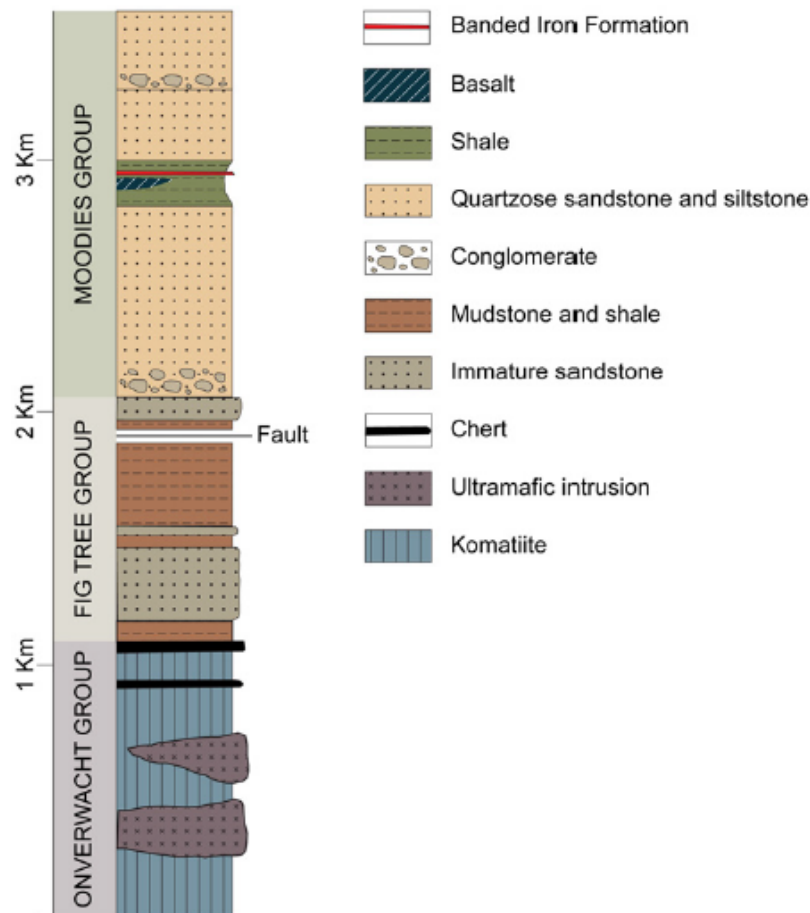 MOODIES GROUP
FIG TREE GROUP
ONVERWACHT GROUP
3 Km
2 Km
1 Km
Fault
Banded Iron Formation
Basalt
Shale
Quartzose sandstone and siltstone
Conglomerate
Mudstone and shale
Immature sandstone
Chert
Ultramafic intrusion
Komatiite